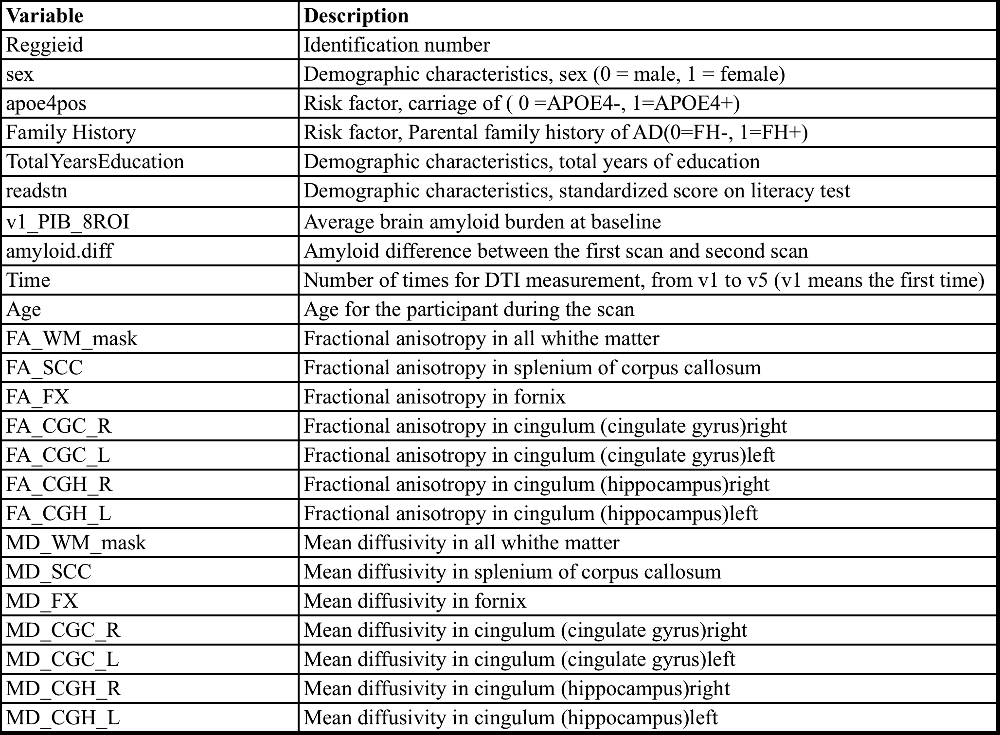 Variable Description
Reggieid Identification number
sex Demographic characteristics, sex (0 = male, 1 = female)
apoe4pos Risk factor, carriage of ( 0 =APOE4-, 1=APOE4+)
Family History Risk factor, Parental family history of AD(0=FH-, 1=FH+)
TotalYearsEducation Demographic characteristics, total years of education
readstn Demographic characteristics, standardized score on literacy test
v1_PIB_8ROI Average brain amyloid burden at baseline
amyloid.diff Amyloid difference between the first scan and second scan
Time Number of times for DTI measurement, from v1 to v5 (v1 means the first time)
Age Age for the participant during the scan
FA_WM_mask Fractional anisotropy in all whithe matter
FA_SCC Fractional anisotropy in splenium of corpus callosum
FA_FX Fractional anisotropy in fornix
FA_CGC_R Fractional anisotropy in cingulum (cingulate gyrus)right
FA_CGC_L Fractional anisotropy in cingulum (cingulate gyrus)left
FA_CGH_R Fractional anisotropy in cingulum (hippocampus)right
FA_CGH_L Fractional anisotropy in cingulum (hippocampus)left
MD_WM_mask Mean diffusivity in all whithe matter
MD_SCC Mean diffusivity in splenium of corpus callosum
MD_FX Mean diffusivity in fornix
MD_CGC_R Mean diffusivity in cingulum (cingulate gyrus)right
MD_CGC_L Mean diffusivity in cingulum (cingulate gyrus)left
MD_CGH_R Mean diffusivity in cingulum (hippocampus)right
MD_CGH_L Mean diffusivity in cingulum (hippocampus)left